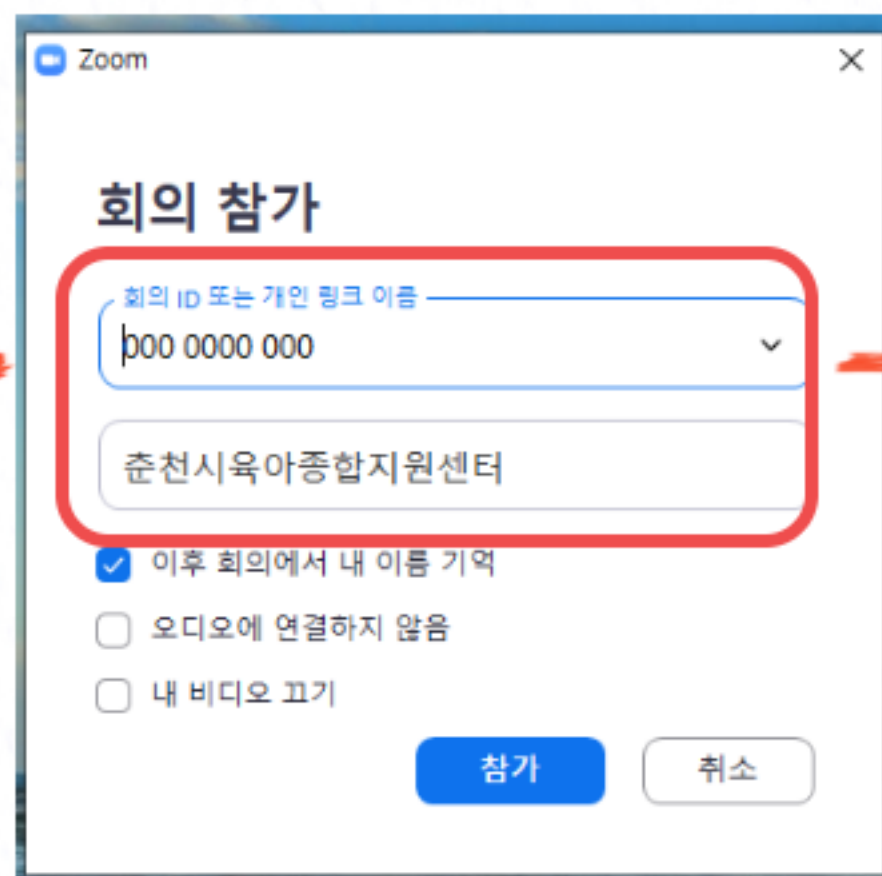 Zoom
회의 참가
회의 ID 또는 개인 링크 이름
000 0000 000
춘천시육아종합지원센터
이후 회의에서 내 이름 기억
오디오에 연결하지 않음
내 비디오 끄기
참가 취소